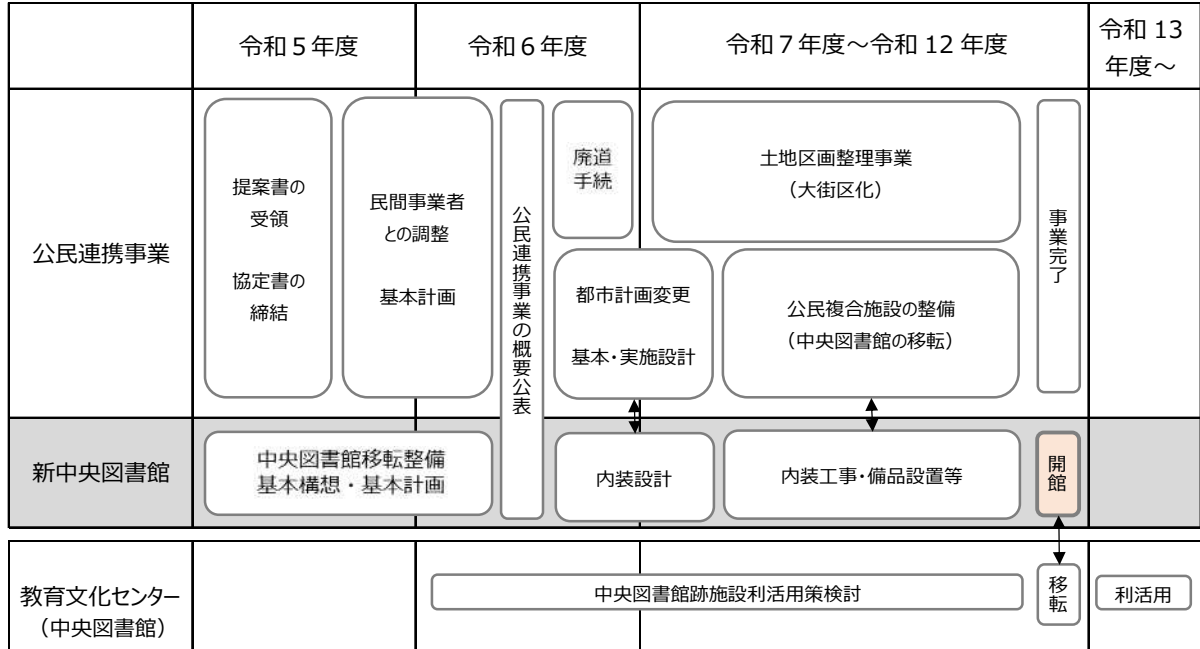 令和５年度
令和６年度
令和７年度～令和 12 年度
令和 13
年度～
公民連携事業
提案書の
受領
協定書の
締結
民間事業者
との調整
基本計画
公民連携事業の概要公表
廃道
手続
都市計画変更
基本・実施設計
土地区画整理事業
（大街区化）
公民複合施設の整備
（中央図書館の移転）
事業完了
新中央図書館
中央図書館移転整備
基本構想・基本計画
内装設計
内装工事・備品設置等
開館
教育文化センター
（中央図書館）
中央図書館跡施設利活用策検討
移転
利活用